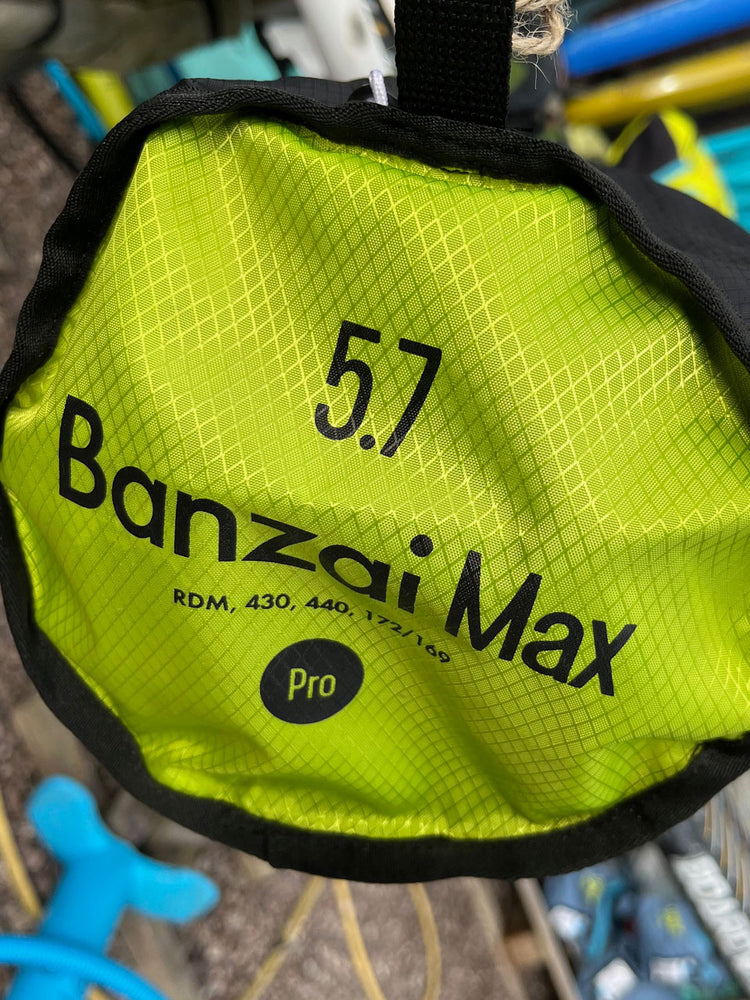 5.7
Banzai Max
RDM, 430, 440, 172/169
Pro